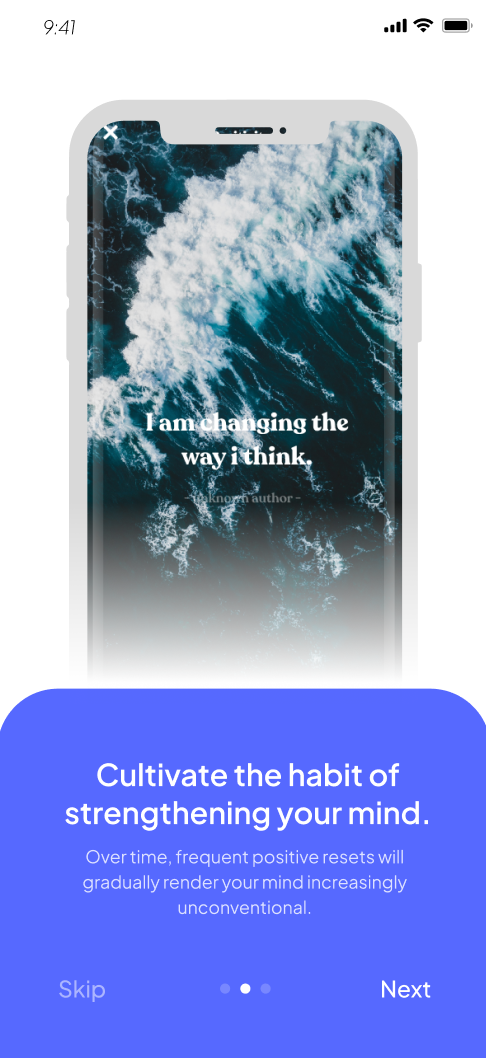 9:41
I am changing the
way i think.
- unknown author -
Cultivate the habit of
strengthening your mind.
Over time, frequent positive resets will
gradually render your mind increasingly
unconventional.
Skip
Next